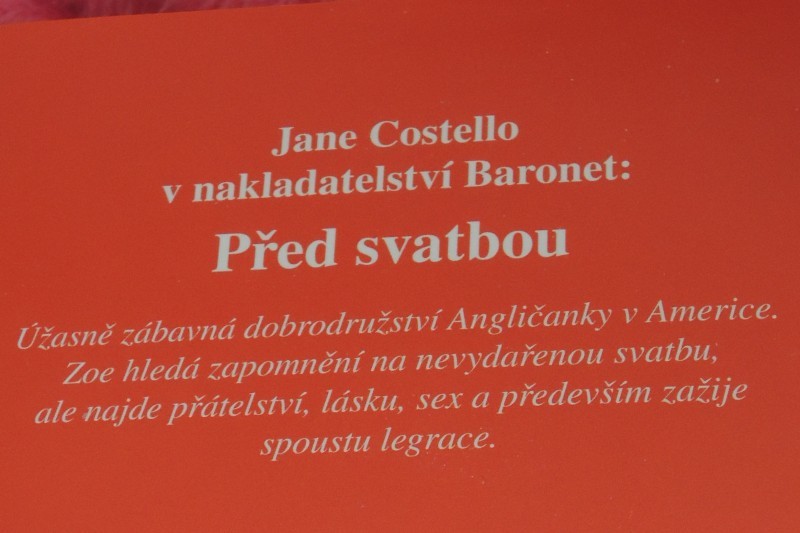 Jane Costello
v nakladatelství Baronet:
Před svatbou
Úžasně zábavná dobrodružství Angličanky v Americe.
Zoe hledá zapomnění na nevydařenou svatbu,
ale najde přátelství, lásku, sex a především zažije
spoustu legrace.